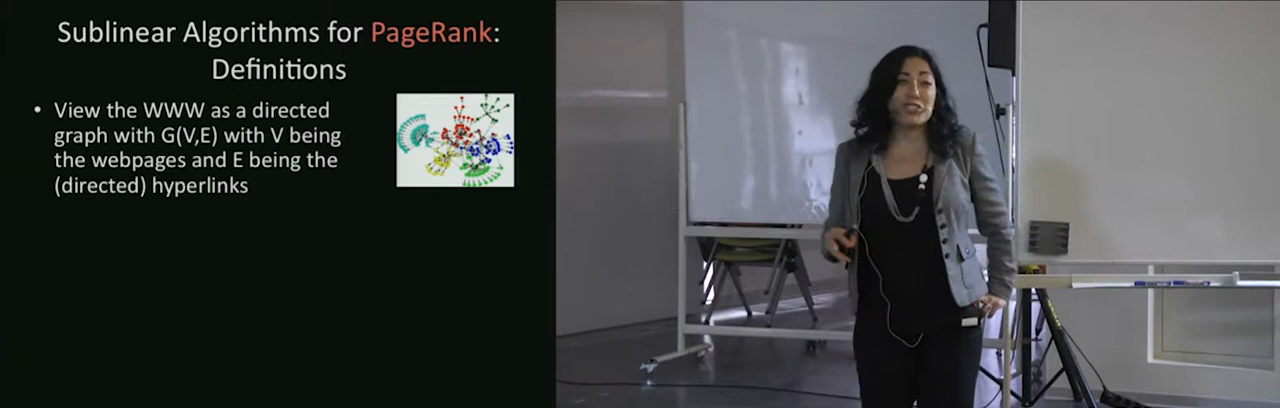 Sublinear Algorithms for PageRank:
Definitions
• View the WWW as a directed
graph with G(V,E) with V being
the webpages and E being the
(directed) hyperlinks